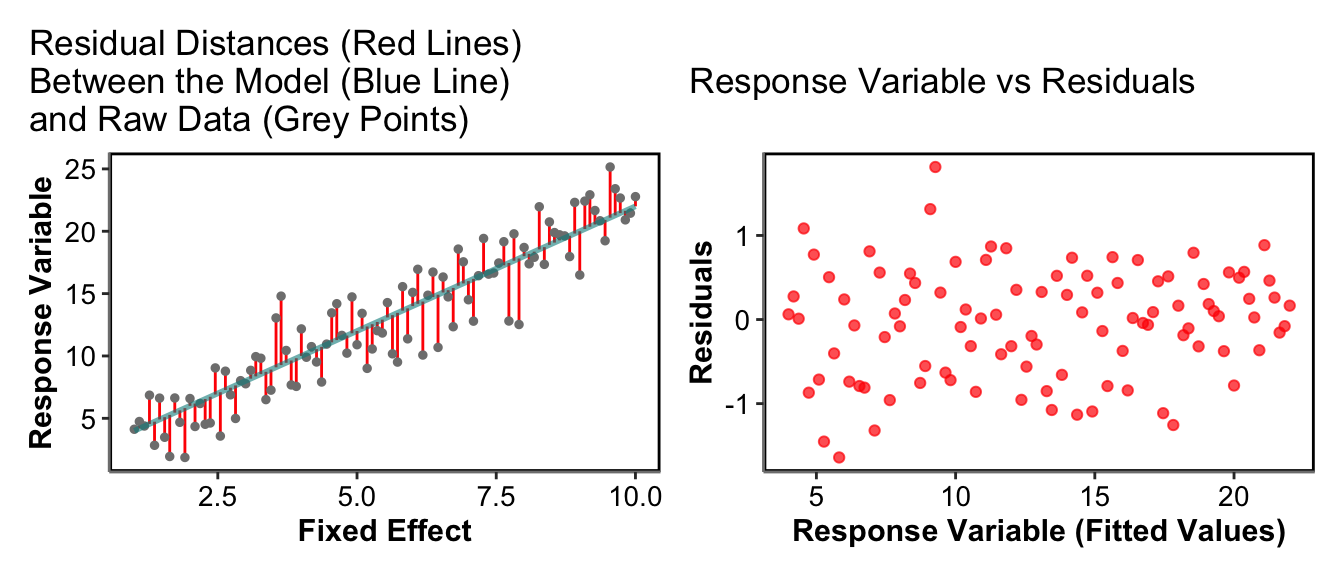 Residual Distances (Red Lines)
Between the Model (Blue Line)
and Raw Data (Grey Points)
Response Variable
25
20
15
10
5
2.5
5.0
7.5
10.0
Fixed Effect
Response Variable vs Residuals
Residuals
1
0
-1
5
10
15
20
Response Variable (Fitted Values)